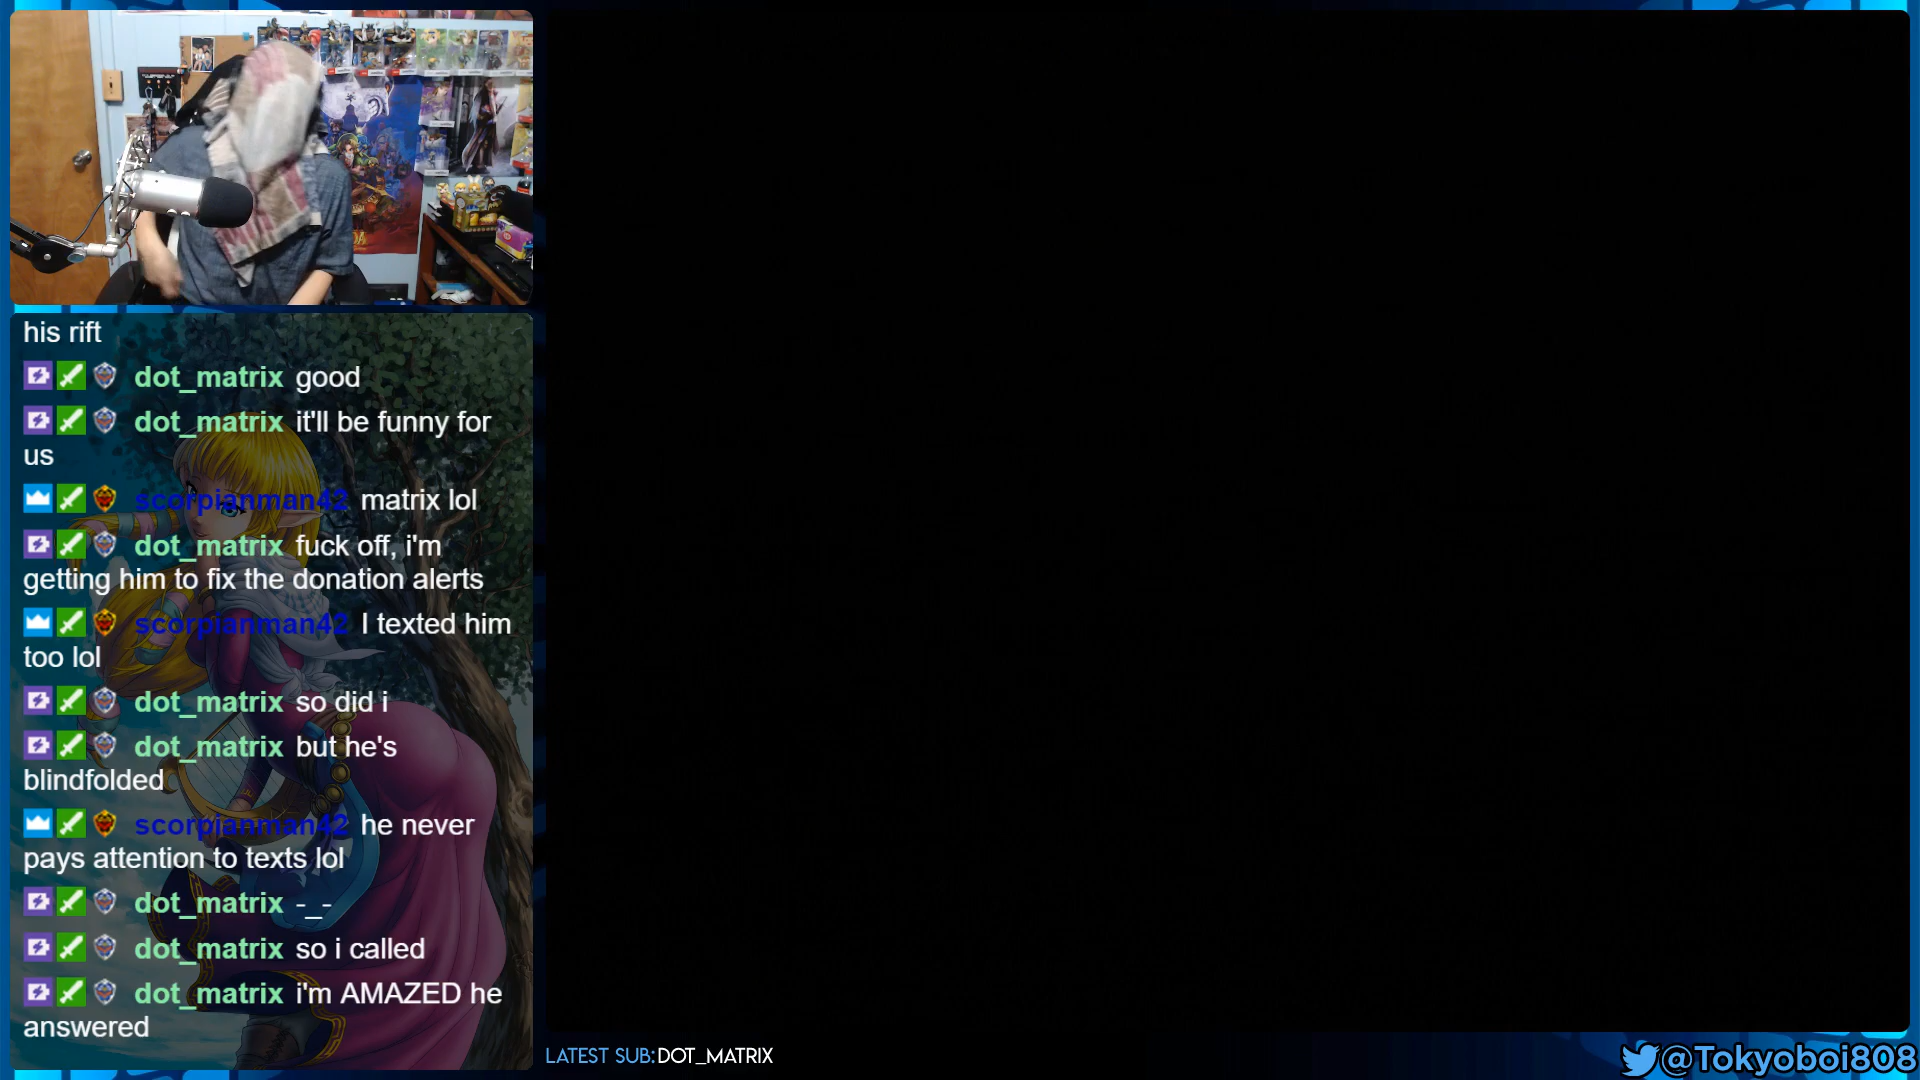 his rift
dot_matrix good
dot_matrix it'll be funny for
us
scorpianman42 matrix lol
dot_matrix fuck off, i'm
getting him to fix the donation alerts
scorpianman42 I texted him
too lol
dot_matrix so did i
dot_matrix but he's
blindfolded
scorpianman42 he never
pays attention to texts lol
dot_matrix -_-
dot_matrix so i called
dot_matrix i'm AMAZED he
answered
LATEST SUB:DOT_MATRIX
@Tokyoboi808